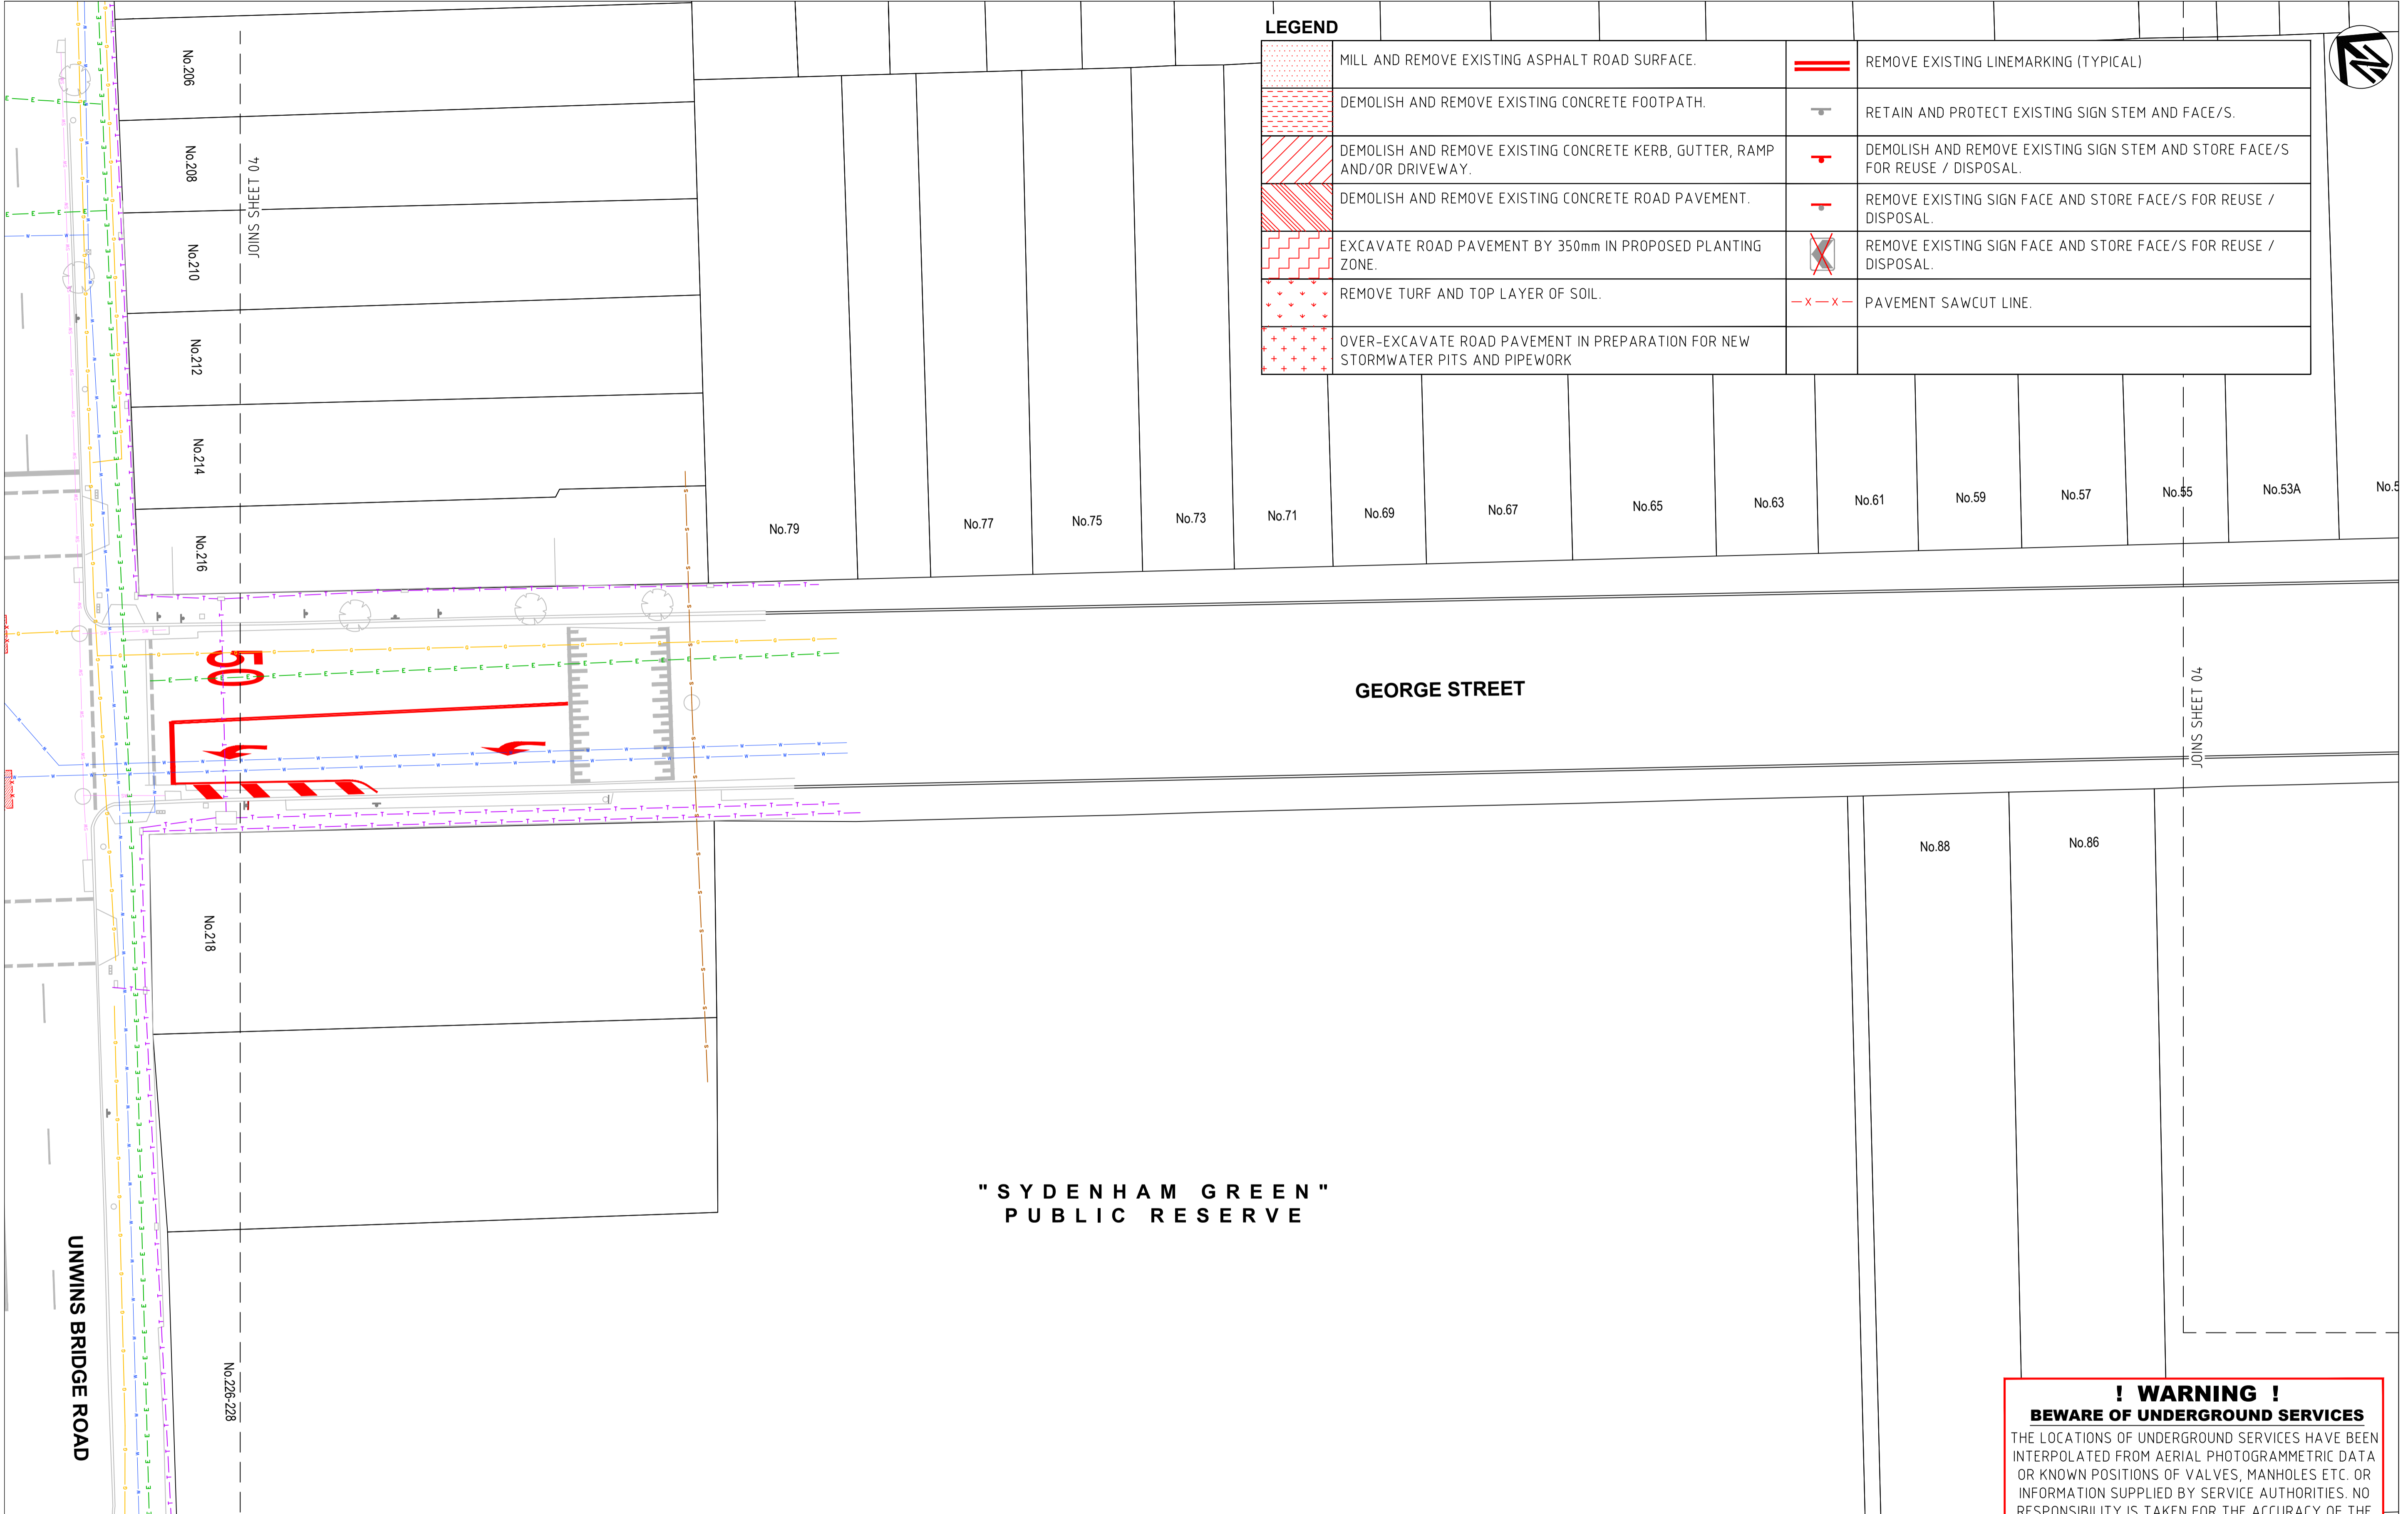 LEGEND
MILL AND REMOVE EXISTING ASPHALT ROAD SURFACE.
DEMOLISH AND REMOVE EXISTING CONCRETE FOOTPATH.
DEMOLISH AND REMOVE EXISTING CONCRETE KERB, GUTTER, RAMP
AND/OR DRIVEWAY.
DEMOLISH AND REMOVE EXISTING CONCRETE ROAD PAVEMENT.
EXCAVATE ROAD PAVEMENT BY 350mm IN PROPOSED PLANTING
ZONE.
REMOVE TURF AND TOP LAYER OF SOIL.
OVER-EXCAVATE ROAD PAVEMENT IN PREPARATION FOR NEW
STORMWATER PITS AND PIPEWORK
REMOVE EXISTING LINEMARKING (TYPICAL)
RETAIN AND PROTECT EXISTING SIGN STEM AND FACE/S.
DEMOLISH AND REMOVE EXISTING SIGN STEM AND STORE FACE/S
FOR REUSE / DISPOSAL.
REMOVE EXISTING SIGN FACE AND STORE FACE/S FOR REUSE /
DISPOSAL.
REMOVE EXISTING SIGN FACE AND STORE FACE/S FOR REUSE /
DISPOSAL.
X X
PAVEMENT SAWCUT LINE.
N
No.206
No.208
No.210
No.212
No.214
No.216
JOINS SHEET 04
No.79
No.77
No.75
No.73
No.71
No.69
No.67
No.65
No.63
No.61
No.59
No.57
No.55
No.53A
No.5
50
GEORGE STREET
JOINS SHEET 04
No.88
No.86
No.218
No.226-228
UNWINS BRIDGE ROAD
"SYDENHAM GREEN"
PUBLIC RESERVE
! WARNING !
BEWARE OF UNDERGROUND SERVICES
THE LOCATIONS OF UNDERGROUND SERVICES HAVE BEEN
INTERPOLATED FROM AERIAL PHOTOGRAMMETRIC DATA
OR KNOWN POSITIONS OF VALVES, MANHOLES ETC. OR
INFORMATION SUPPLIED BY SERVICE AUTHORITIES. NO
RESPONSIBILITY IS TAKEN FOR THE ACCURACY OF THE